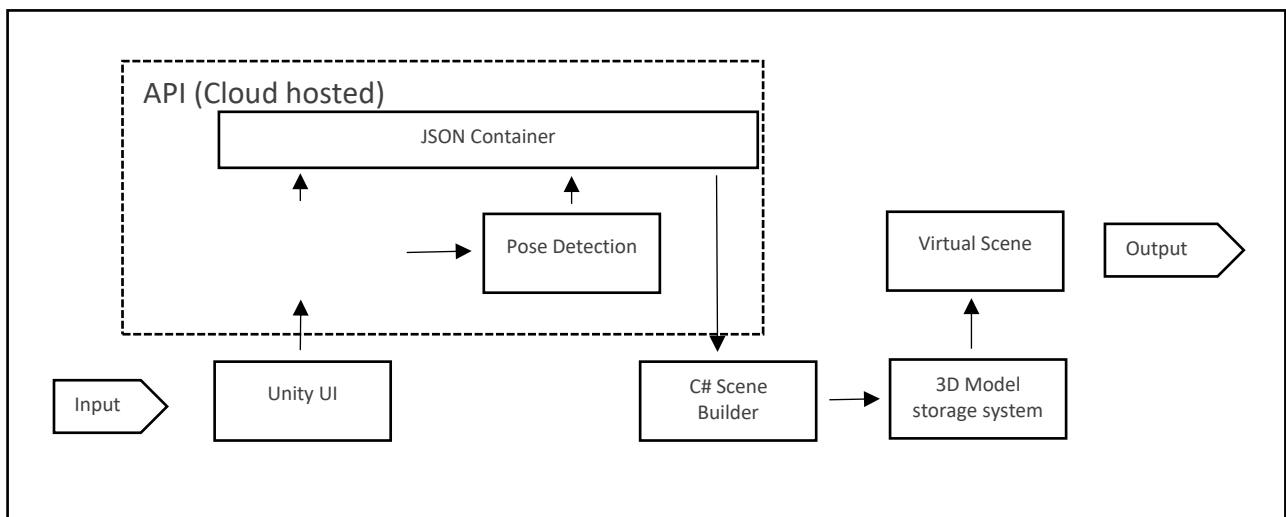 API (Cloud hosted)
JSON Container
Pose Detection
Virtual Scene
Output
Input
Unity UI
C# Scene
Builder
3D Model
storage system